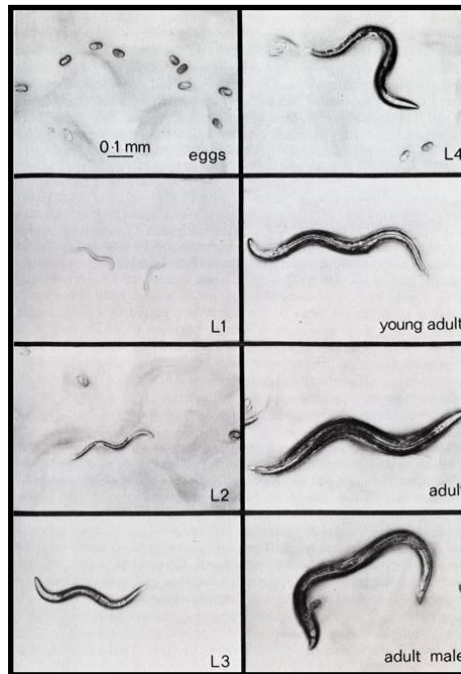 0·1 mm
eggs
L1
L2
L3
L4
young adult
adult
adult male